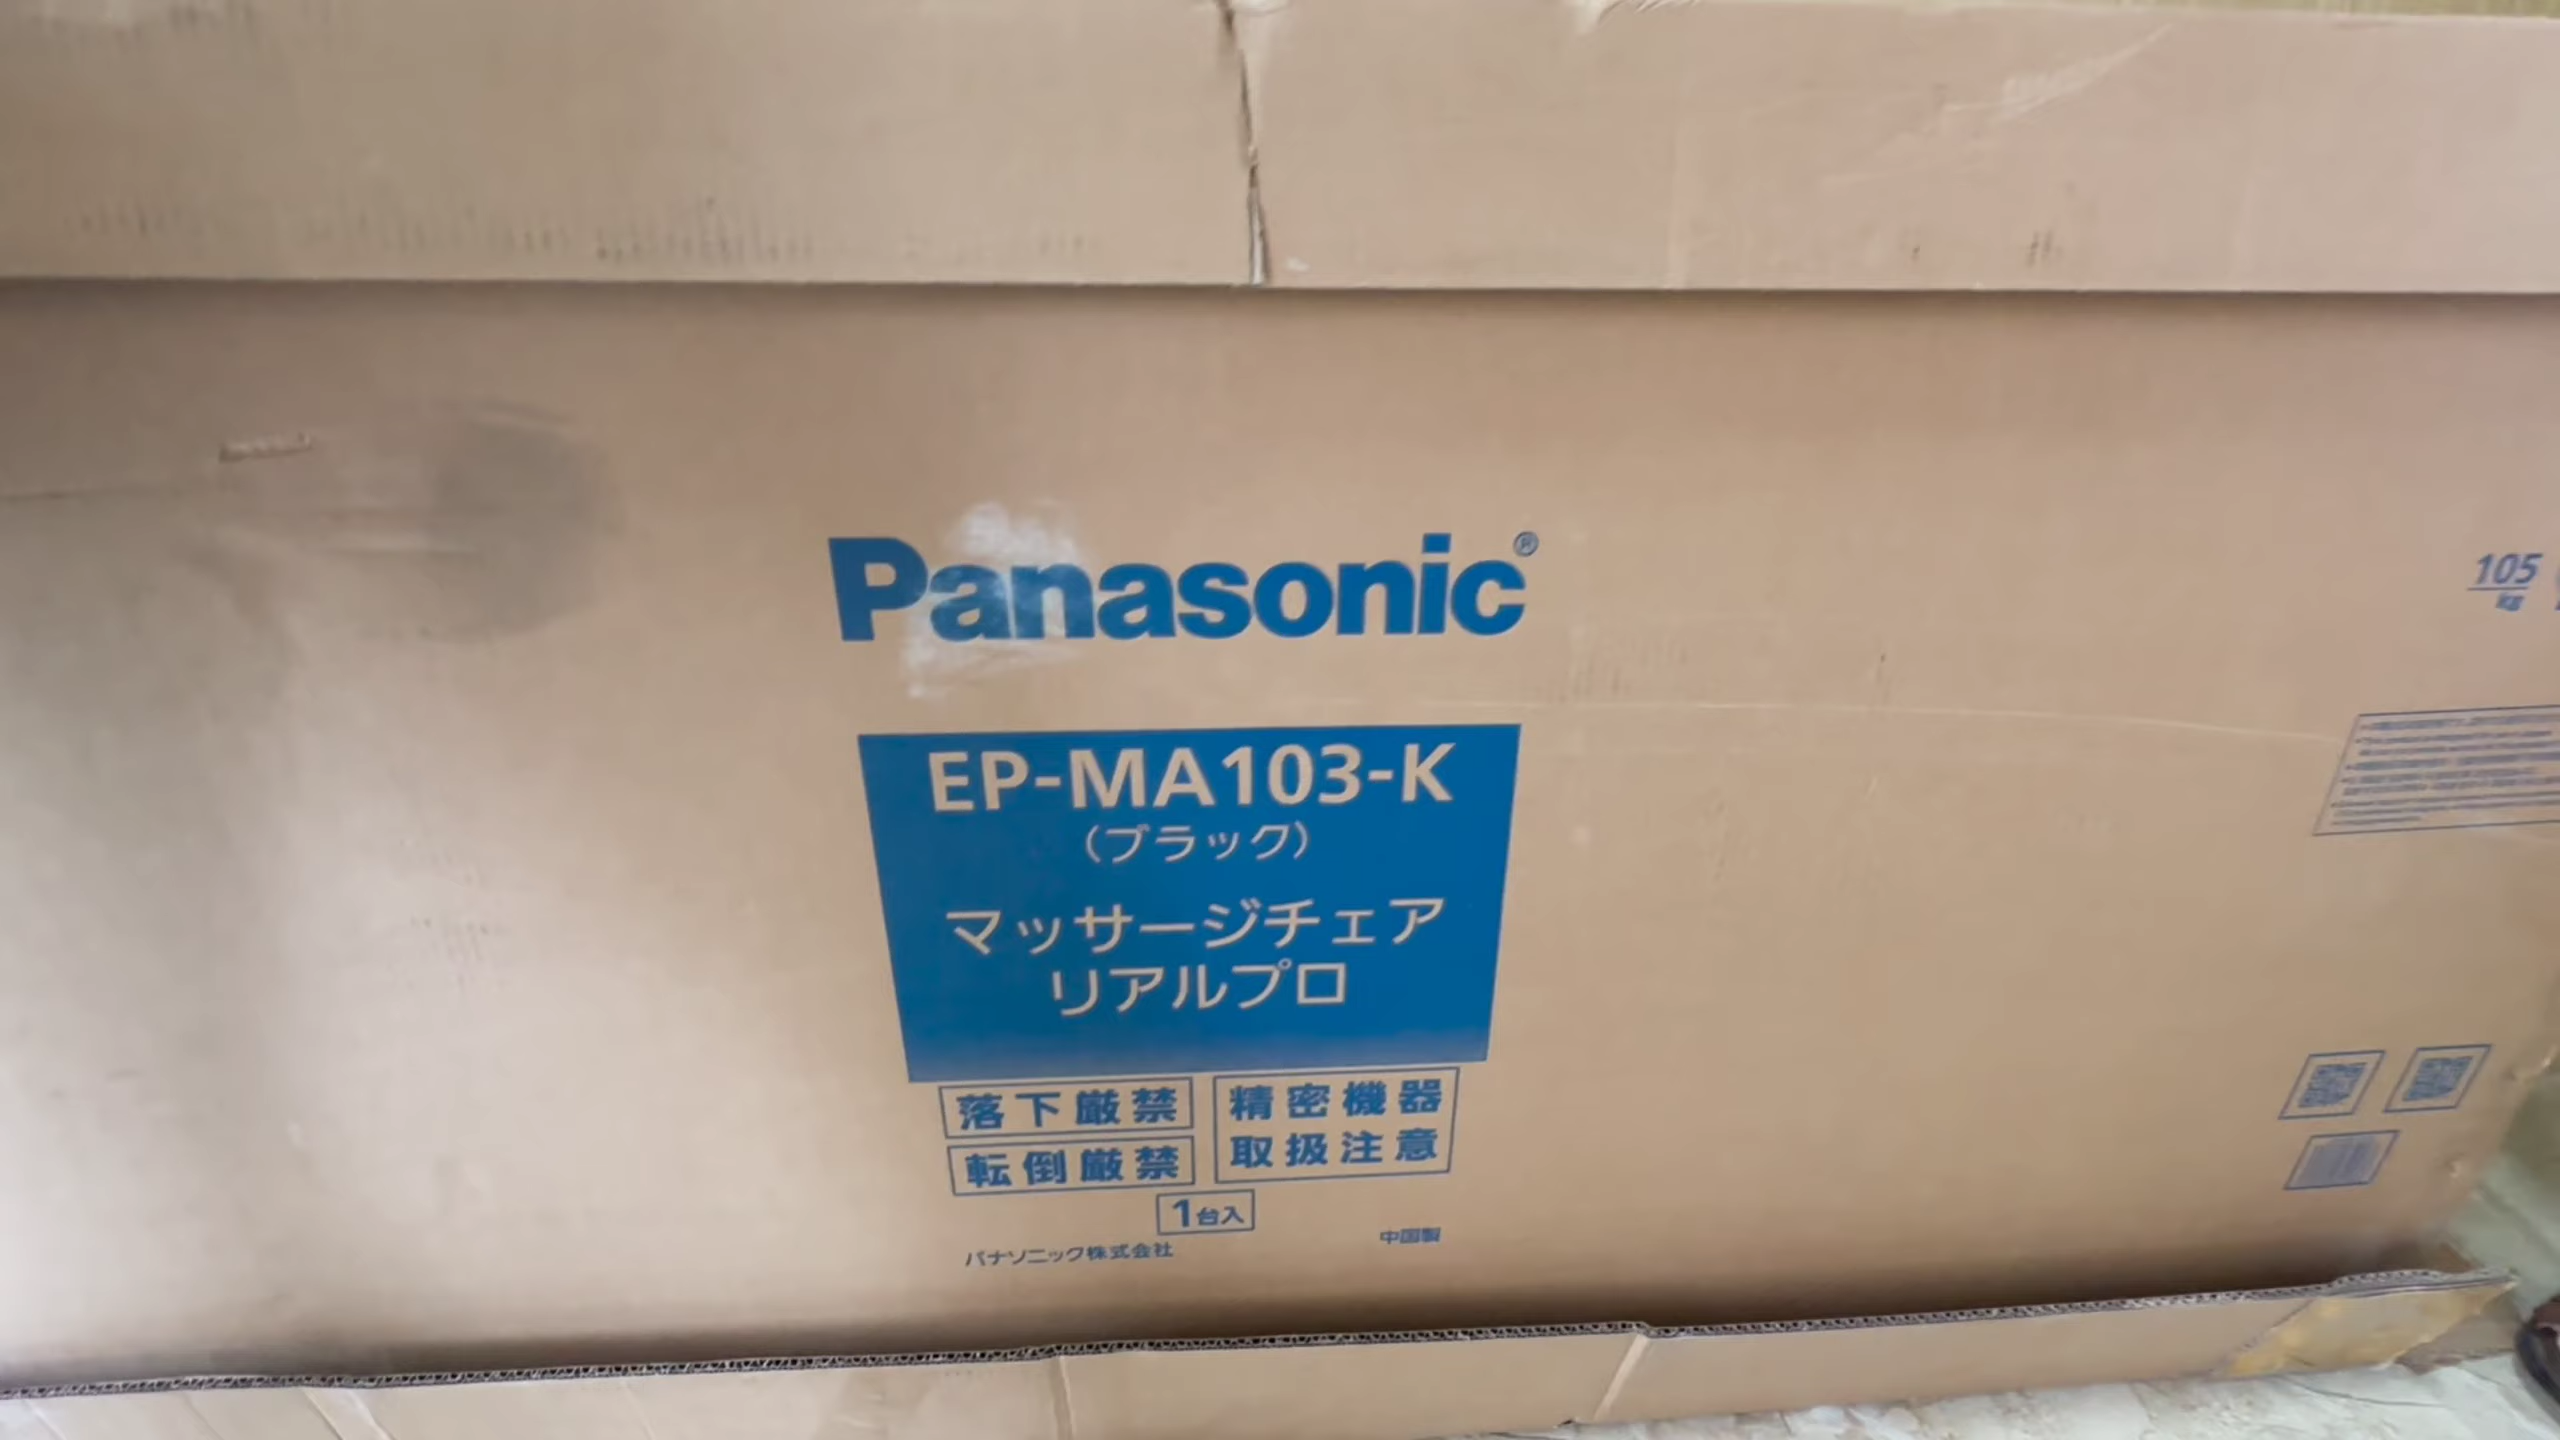 Panasonic®
EP-MA103-K
（ブラック）
マッサージチェア
リアルプロ
落下厳禁
転倒厳禁
精密機器
取扱注意
1台入
パナソニック株式会社
中国製
105
kg